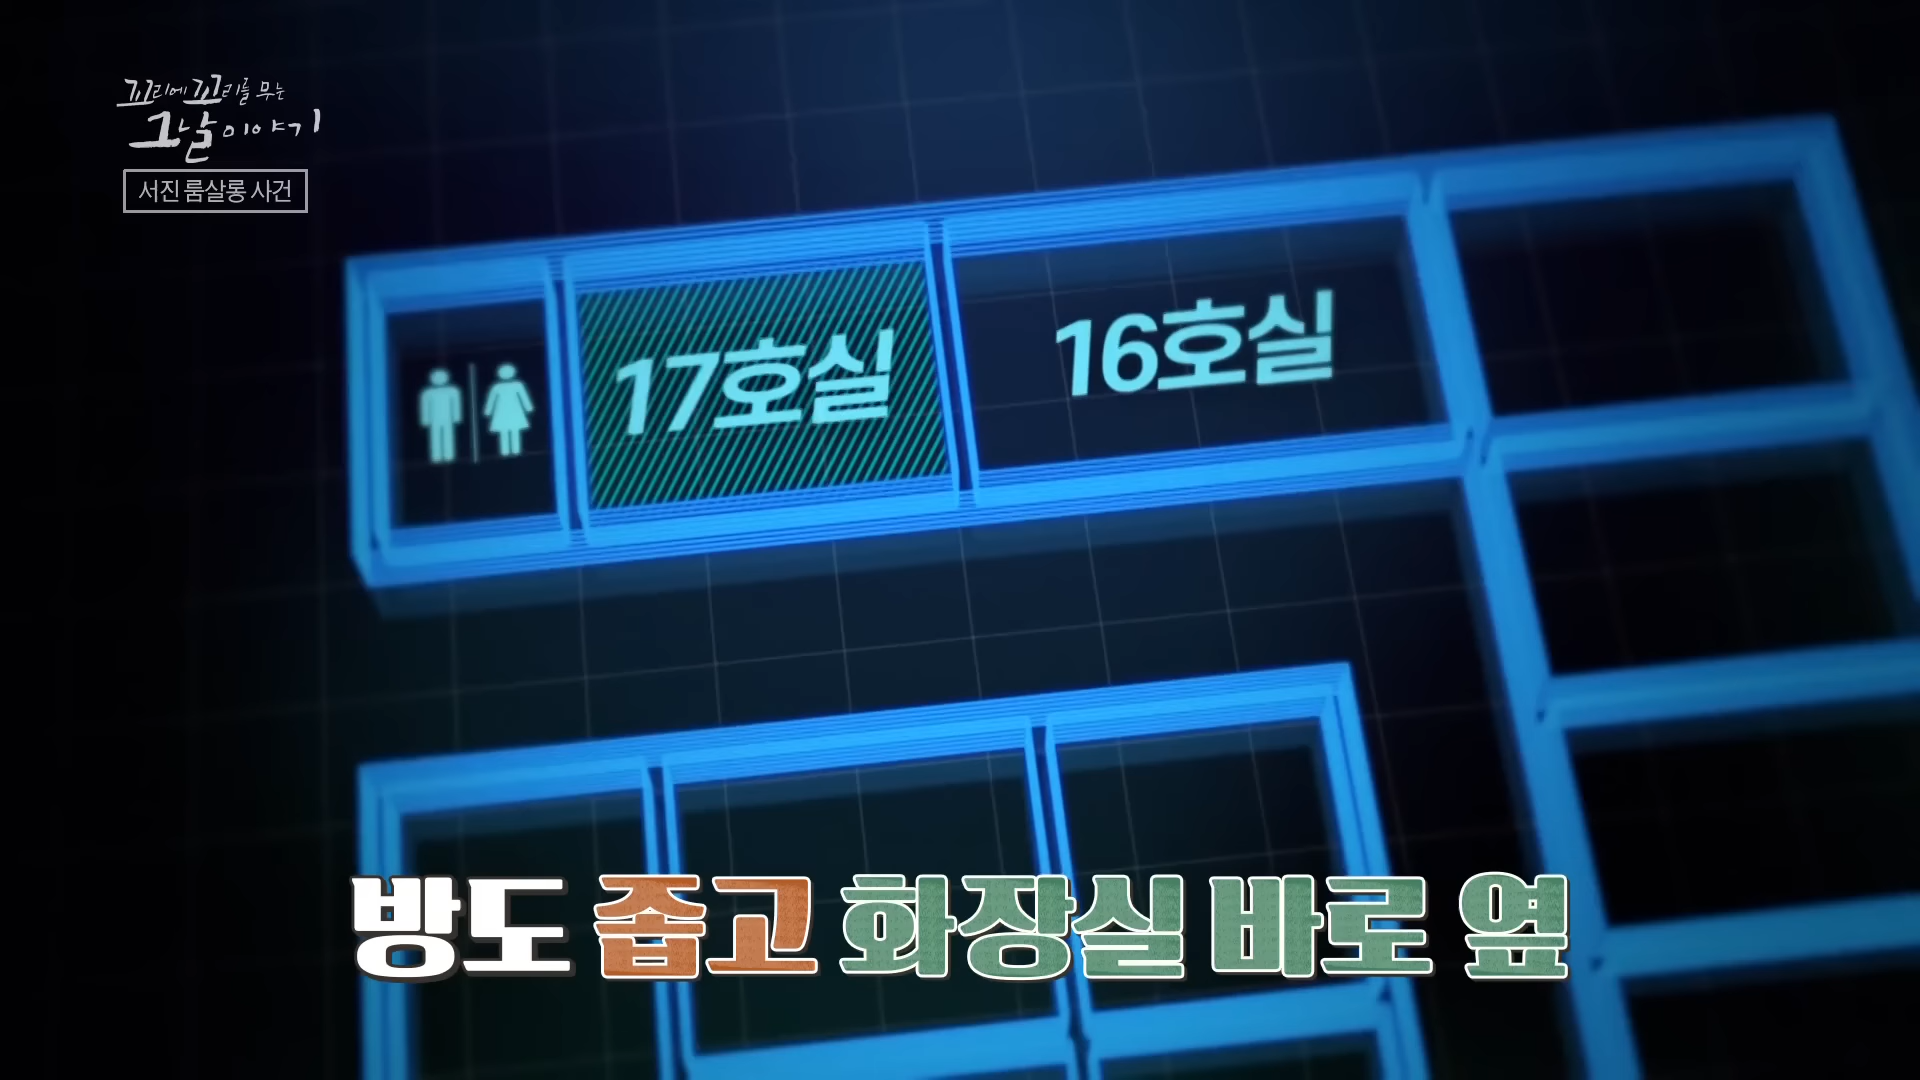 꼬리에 꼬리를 무는
그날 이야기
서진 룸살롱 사건
17호실
16호실
방도 좁고 화장실 바로 옆